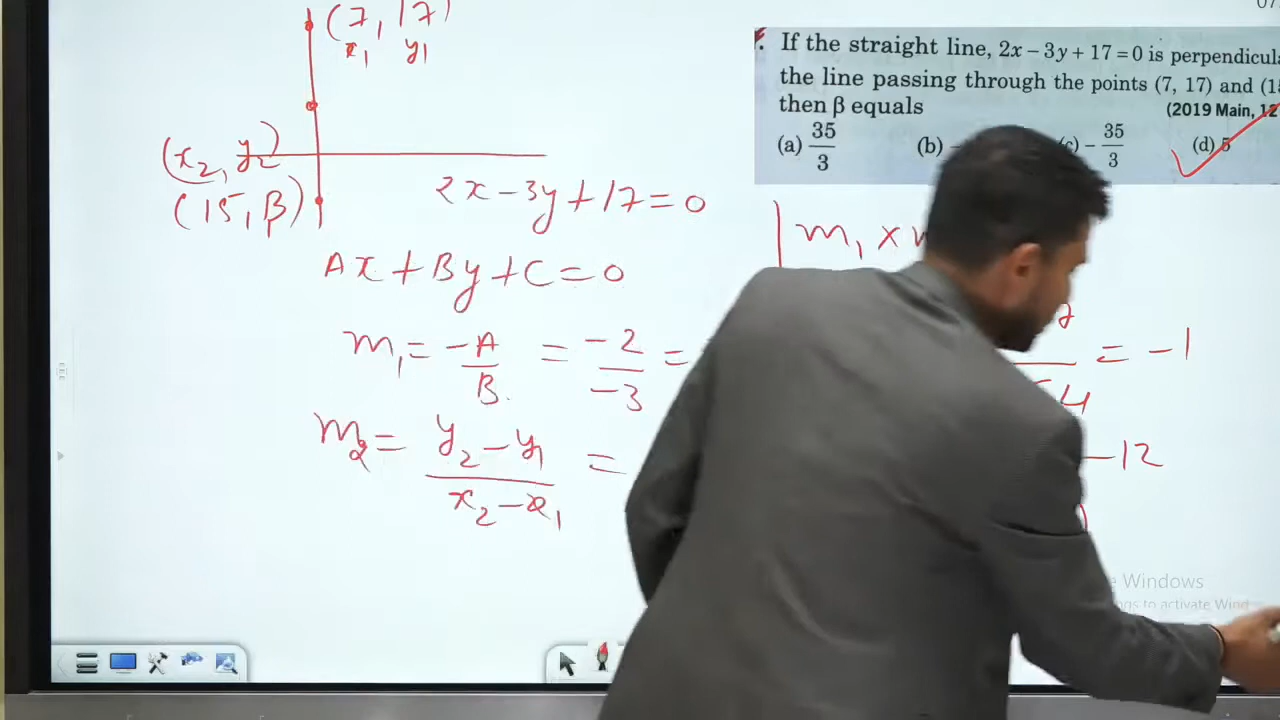 (7, 17)
x₁ y₁
(x₂, y₂)
(15, β)
2x − 3y + 17 = 0
Ax + By + C = 0
m₁ = −A/B = −2/−3 =
m₂ = y₂ − y₁ / x₂ − x₁ =
If the straight line, 2x − 3y + 17 = 0 is
the line passing through the points (7, 17) and
then β equals (2019 Main, 12
(a) 35/3 (b) − (c) − 35/3 (d) 5
m₁ ×
= −1
−12
Windows
to activate